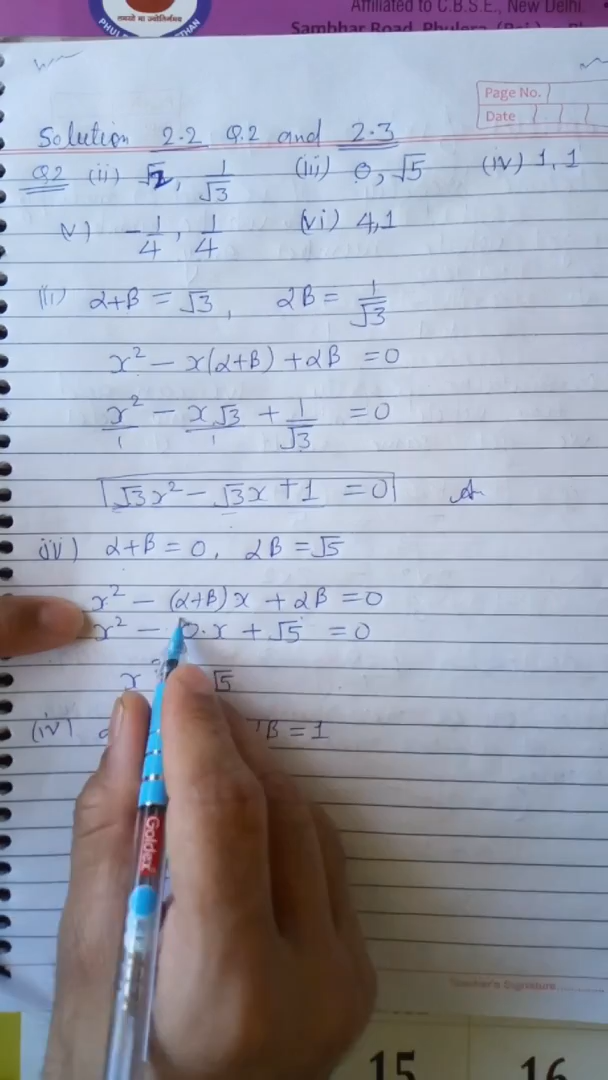 Affiliated to C.B.S.E., New Delhi
Sambhar Road, Phulera
Page No.
Date
Solution 2.2 Q.2 and 2.3
Q2 (ii) √2, 1/√3 (iii) 0, √5 (iv) 1, 1
v) -1/4, 1/4 (vi) 4,1
(ii) α+β = √3, αβ = 1/√3
x² - x(α+β) + αβ = 0
x²/1 - x√3/1 + 1/√3 = 0
√3x² - √3x + 1 = 0
α+β = 0, αβ = √5
x² - (α+β)x + αβ = 0
x² - 0.x + √5 = 0
x √5
(iv) β = 1
Teacher's Signature
Goldex
15 16